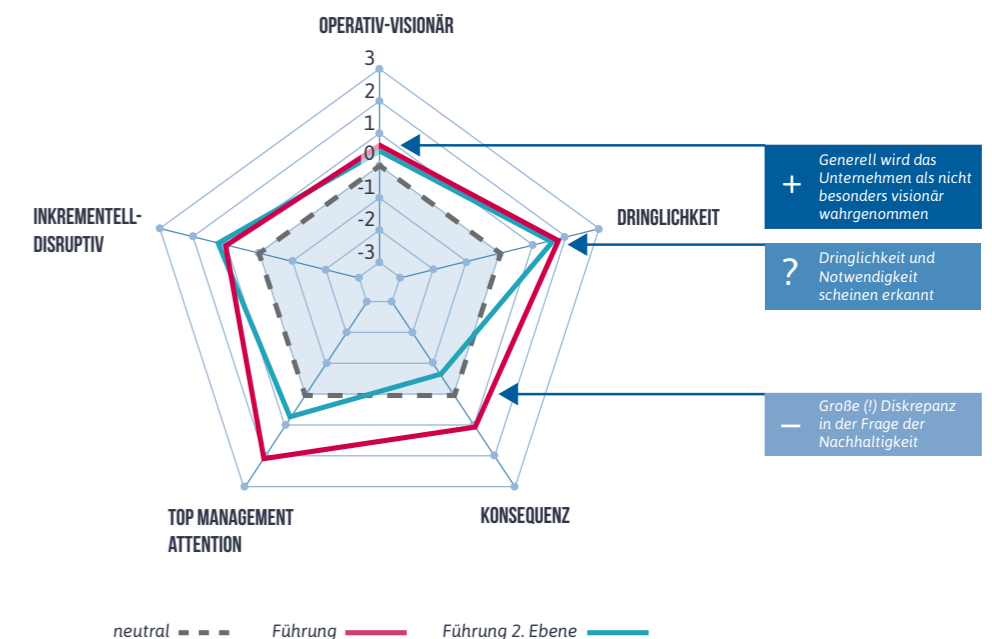 OPERATIV-VISIONÄR
3
2
1
0
-1
-2
-3
+
Generell wird das
Unternehmen als nicht
besonders visionär
wahrgenommen
DRINGLICHKEIT
?
Dringlichkeit und
Notwendigkeit
scheinen erkannt
INKREMENTELL-
DISRUPTIV
–
Große (!) Diskrepanz
in der Frage der
Nachhaltigkeit
TOP MANAGEMENT
ATTENTION
KONSEQUENZ
neutral Führung Führung 2. Ebene